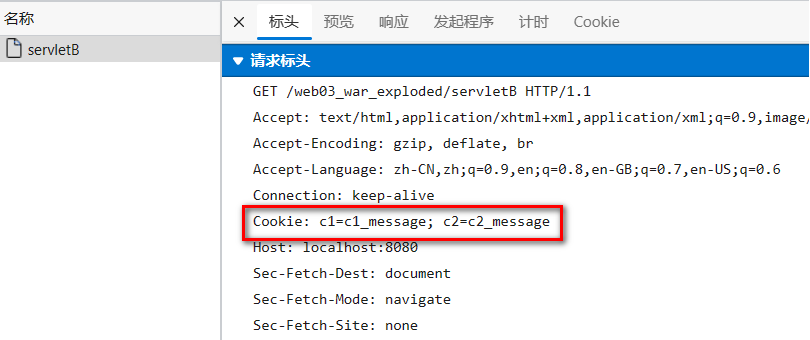 名称
servletB
标头 预览 响应 发起程序 计时 Cookie
请求标头
GET /web03_war_exploded/servletB HTTP/1.1
Accept: text/html,application/xhtml+xml,application/xml;q=0.9,image/
Accept-Encoding: gzip, deflate, br
Accept-Language: zh-CN,zh;q=0.9,en;q=0.8,en-GB;q=0.7,en-US;q=0.6
Connection: keep-alive
Cookie: c1=c1_message; c2=c2_message
Host: localhost:8080
Sec-Fetch-Dest: document
Sec-Fetch-Mode: navigate
Sec-Fetch-Site: none